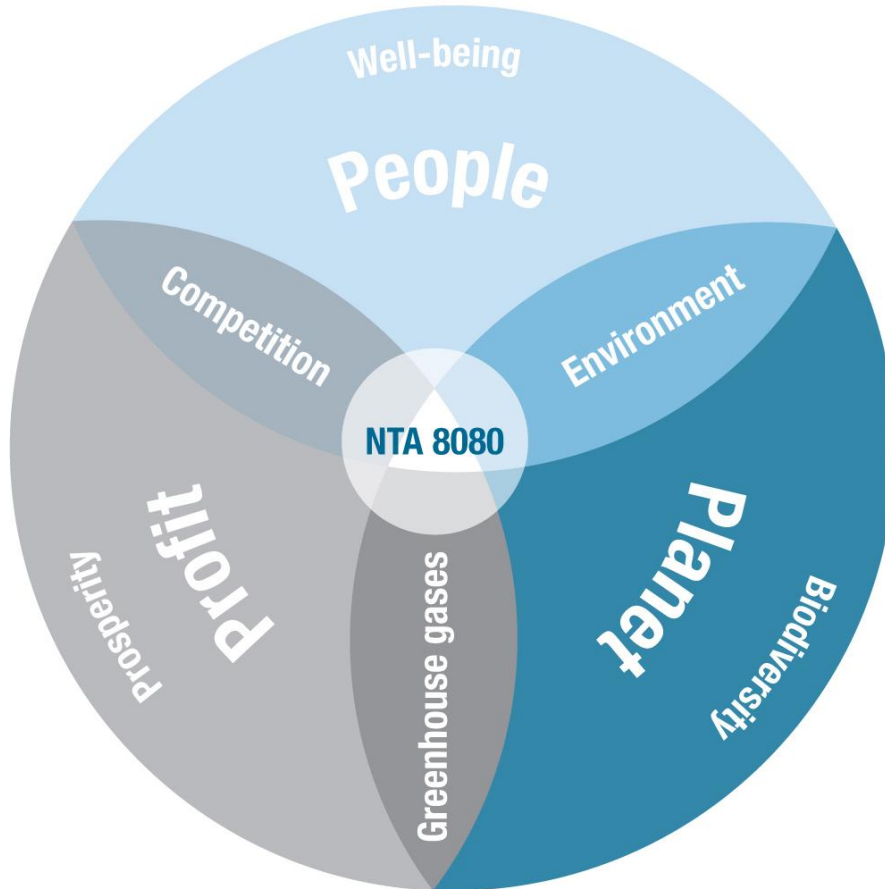 Well-being
People
Competition
Environment
NTA 8080
Profit
Prosperity
Greenhouse gases
Planet
Biodiversity